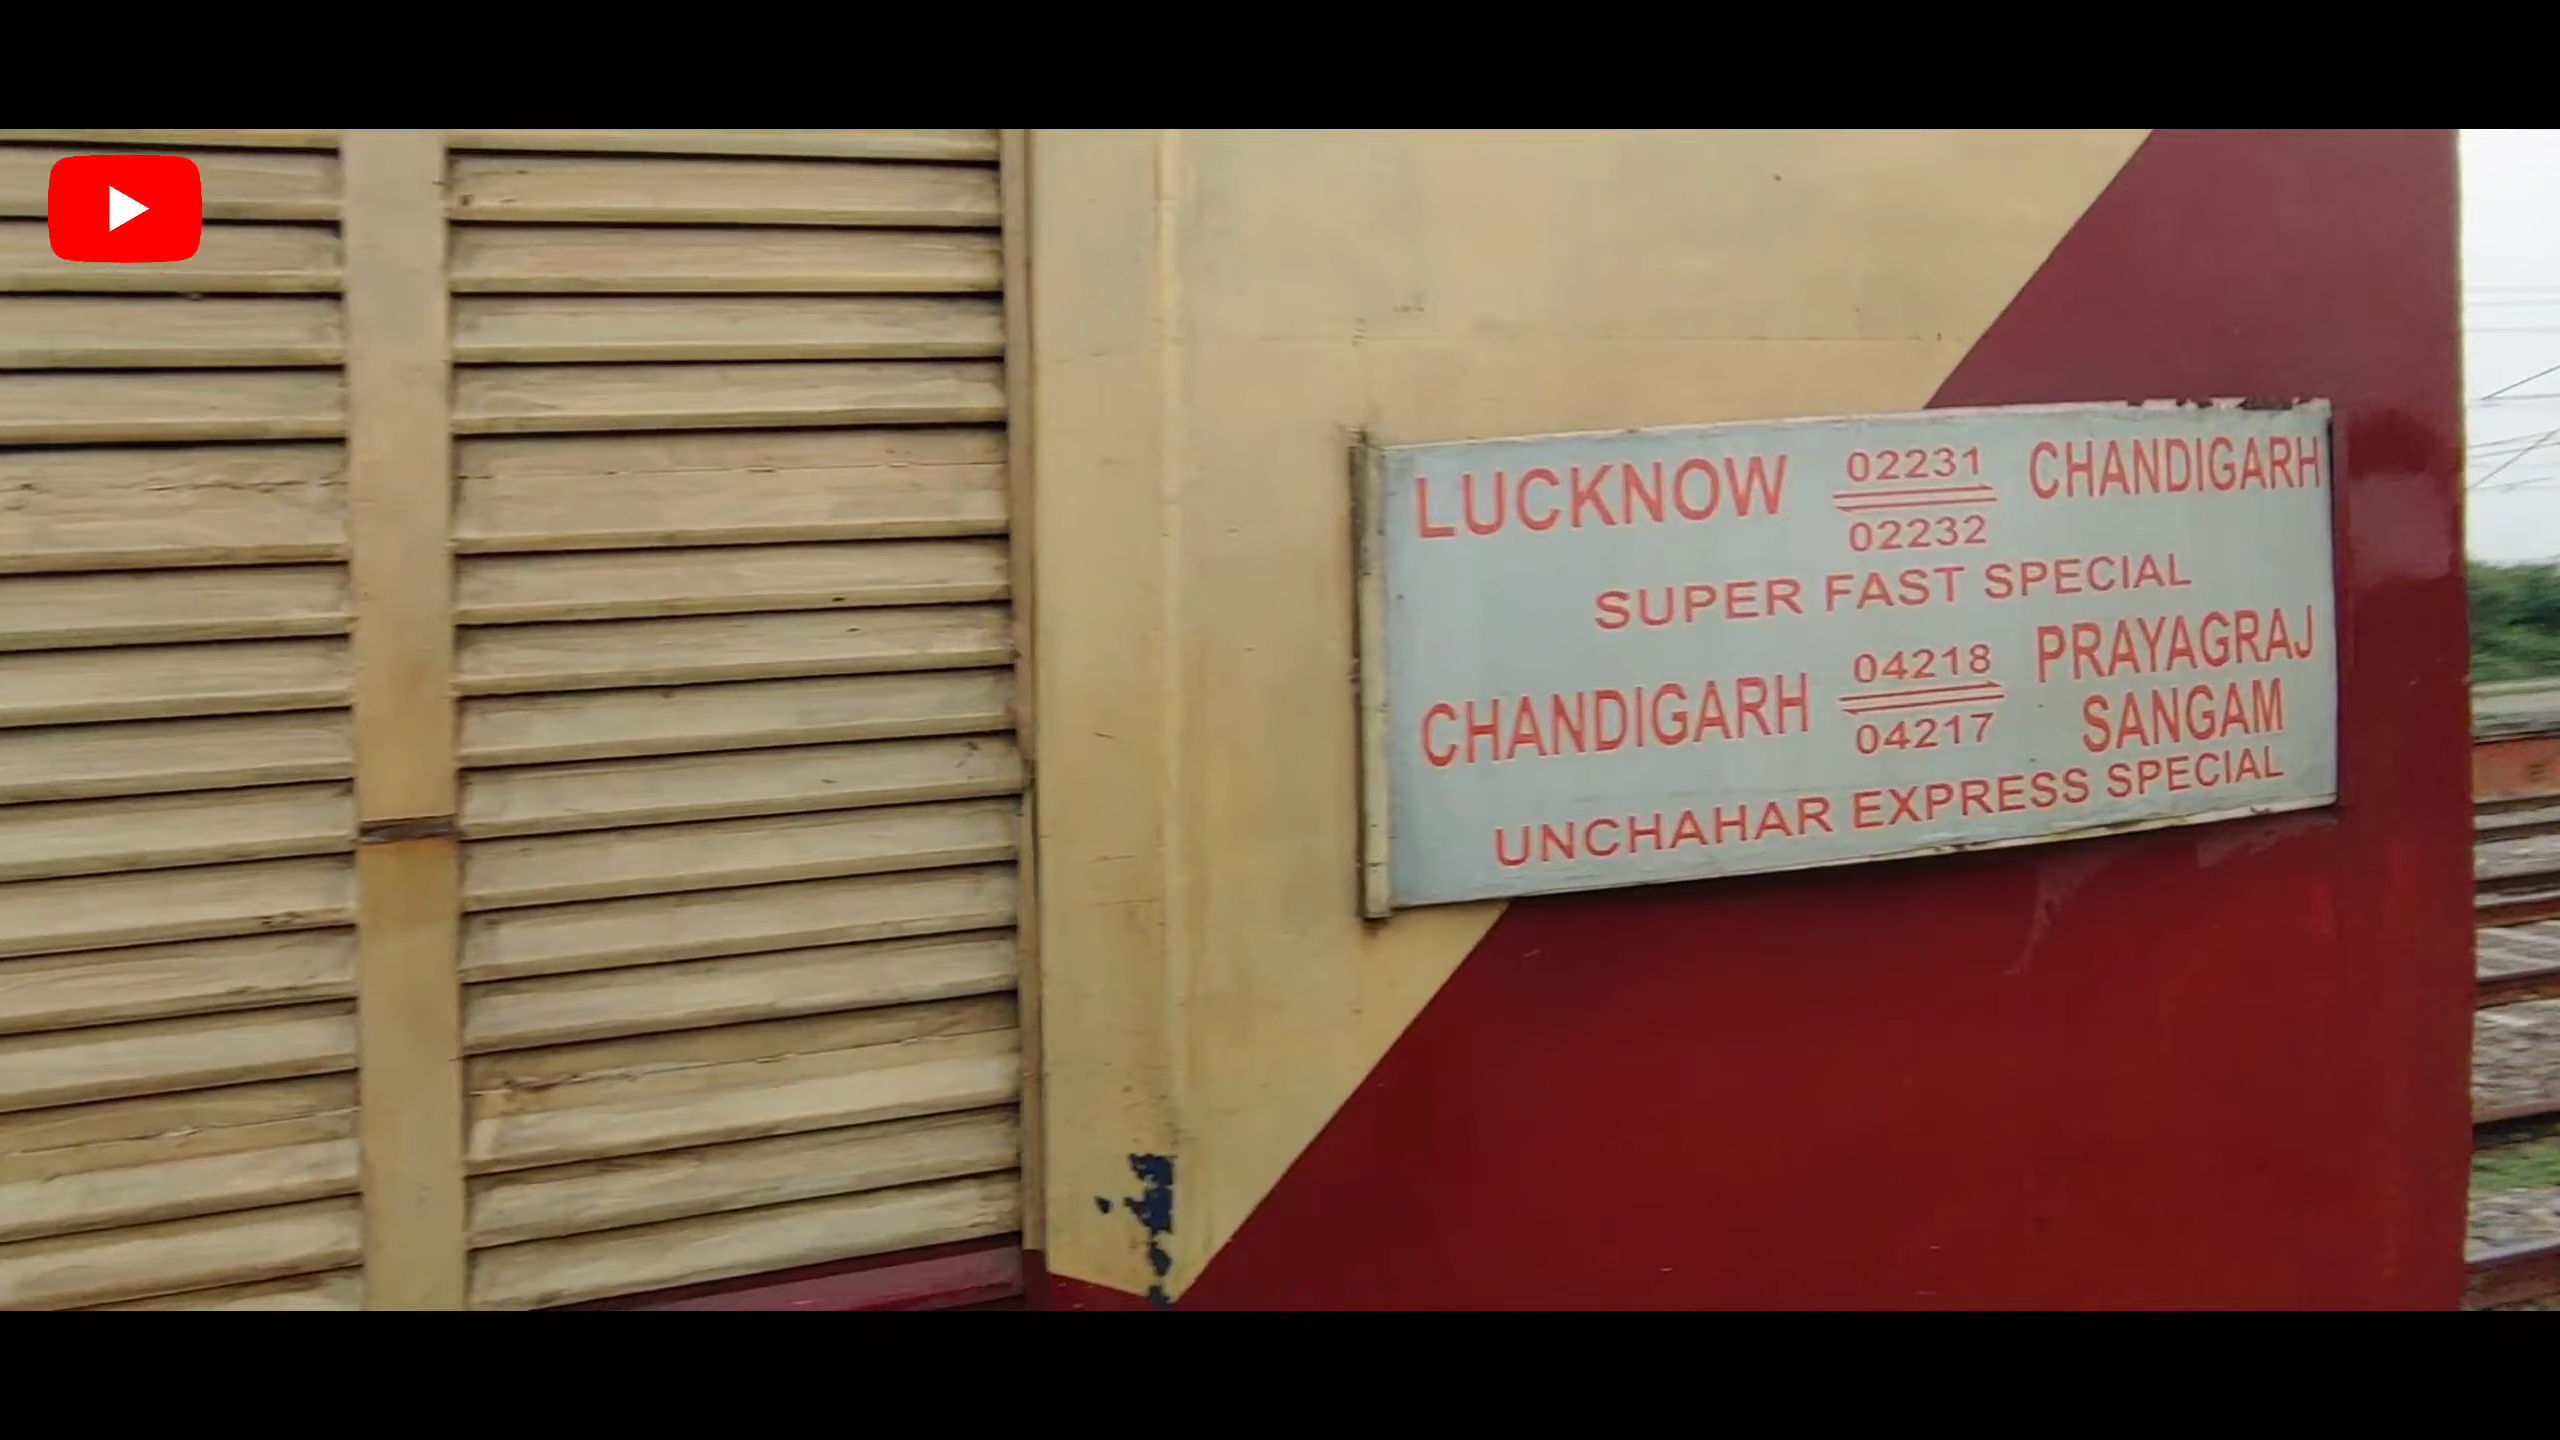 LUCKNOW 02231 CHANDIGARH
02232
SUPER FAST SPECIAL
CHANDIGARH 04218 PRAYAGRAJ
04217 SANGAM
UNCHAHAR EXPRESS SPECIAL